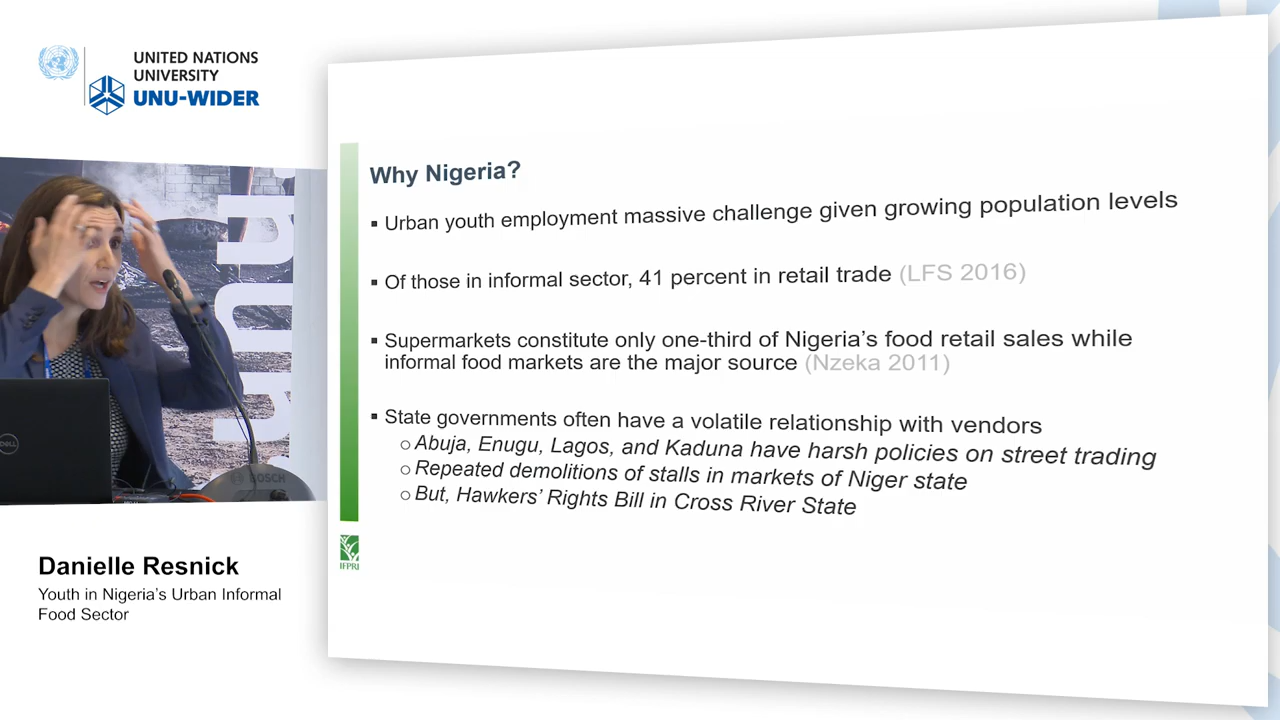 UNITED NATIONS
UNIVERSITY
UNU-WIDER
unu.
DELL
BOSCH
Danielle Resnick
Youth in Nigeria's Urban Informal
Food Sector
Why Nigeria?
▪ Urban youth employment massive challenge given growing population levels
▪ Of those in informal sector, 41 percent in retail trade (LFS 2016)
▪ Supermarkets constitute only one-third of Nigeria's food retail sales while
informal food markets are the major source (Nzeka 2011)
▪ State governments often have a volatile relationship with vendors
○ Abuja, Enugu, Lagos, and Kaduna have harsh policies on street trading
○ Repeated demolitions of stalls in markets of Niger state
○ But, Hawkers' Rights Bill in Cross River State
IFPRI